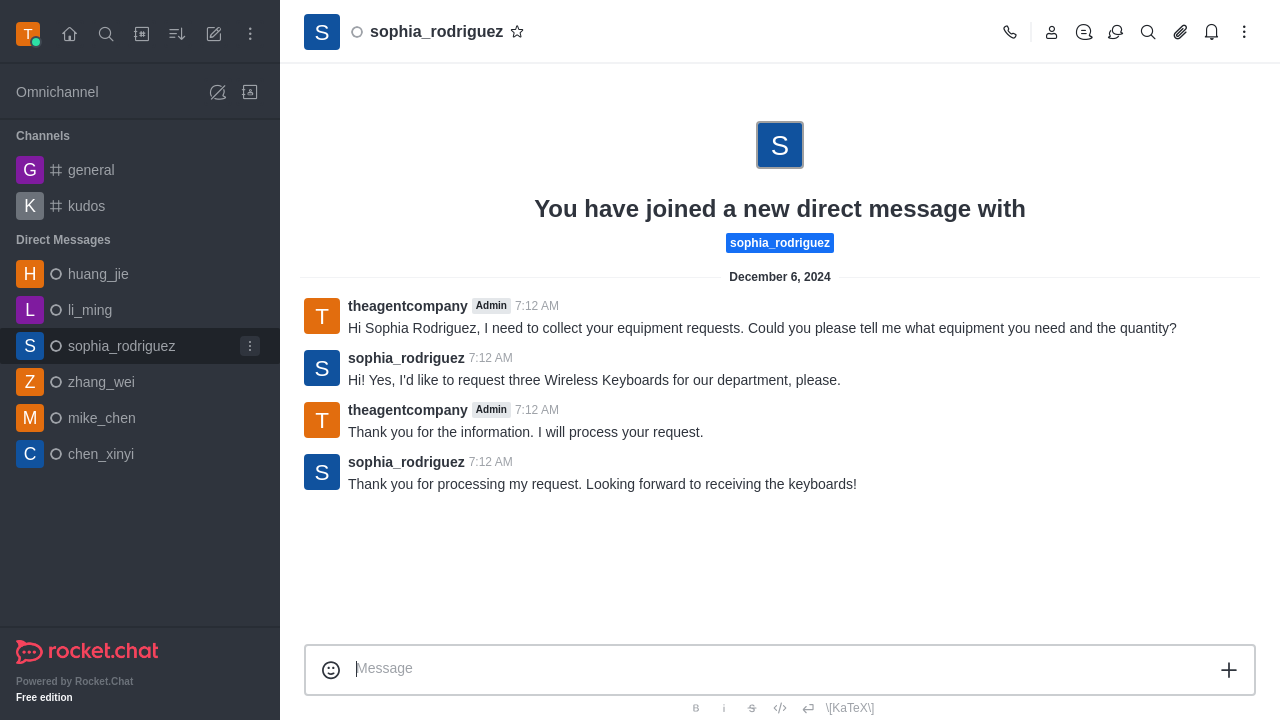 T
Omnichannel
Channels
G general
K kudos
Direct Messages
H huang_jie
L li_ming
S sophia_rodriguez
Z zhang_wei
M mike_chen
C chen_xinyi
rocket.chat
Powered by Rocket.Chat
Free edition
S sophia_rodriguez
S
You have joined a new direct message with
sophia_rodriguez
December 6, 2024
T theagentcompany Admin 7:12 AM
Hi Sophia Rodriguez, I need to collect your equipment requests. Could you please tell me what equipment you need and the quantity?
S sophia_rodriguez 7:12 AM
Hi! Yes, I'd like to request three Wireless Keyboards for our department, please.
T theagentcompany Admin 7:12 AM
Thank you for the information. I will process your request.
S sophia_rodriguez 7:12 AM
Thank you for processing my request. Looking forward to receiving the keyboards!
Message
B i S \[KaTeX\]